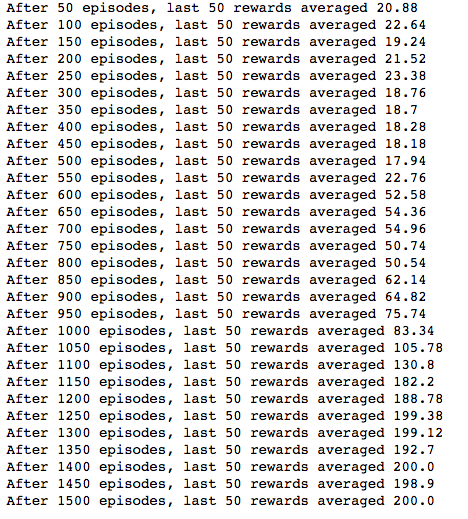 After 50 episodes, last 50 rewards averaged 20.88
After 100 episodes, last 50 rewards averaged 22.64
After 150 episodes, last 50 rewards averaged 19.24
After 200 episodes, last 50 rewards averaged 21.52
After 250 episodes, last 50 rewards averaged 23.38
After 300 episodes, last 50 rewards averaged 18.76
After 350 episodes, last 50 rewards averaged 18.7
After 400 episodes, last 50 rewards averaged 18.28
After 450 episodes, last 50 rewards averaged 18.18
After 500 episodes, last 50 rewards averaged 17.94
After 550 episodes, last 50 rewards averaged 22.76
After 600 episodes, last 50 rewards averaged 52.58
After 650 episodes, last 50 rewards averaged 54.36
After 700 episodes, last 50 rewards averaged 54.96
After 750 episodes, last 50 rewards averaged 50.74
After 800 episodes, last 50 rewards averaged 50.54
After 850 episodes, last 50 rewards averaged 62.14
After 900 episodes, last 50 rewards averaged 64.82
After 950 episodes, last 50 rewards averaged 75.74
After 1000 episodes, last 50 rewards averaged 83.34
After 1050 episodes, last 50 rewards averaged 105.78
After 1100 episodes, last 50 rewards averaged 130.8
After 1150 episodes, last 50 rewards averaged 182.2
After 1200 episodes, last 50 rewards averaged 188.78
After 1250 episodes, last 50 rewards averaged 199.38
After 1300 episodes, last 50 rewards averaged 199.12
After 1350 episodes, last 50 rewards averaged 192.7
After 1400 episodes, last 50 rewards averaged 200.0
After 1450 episodes, last 50 rewards averaged 198.9
After 1500 episodes, last 50 rewards averaged 200.0